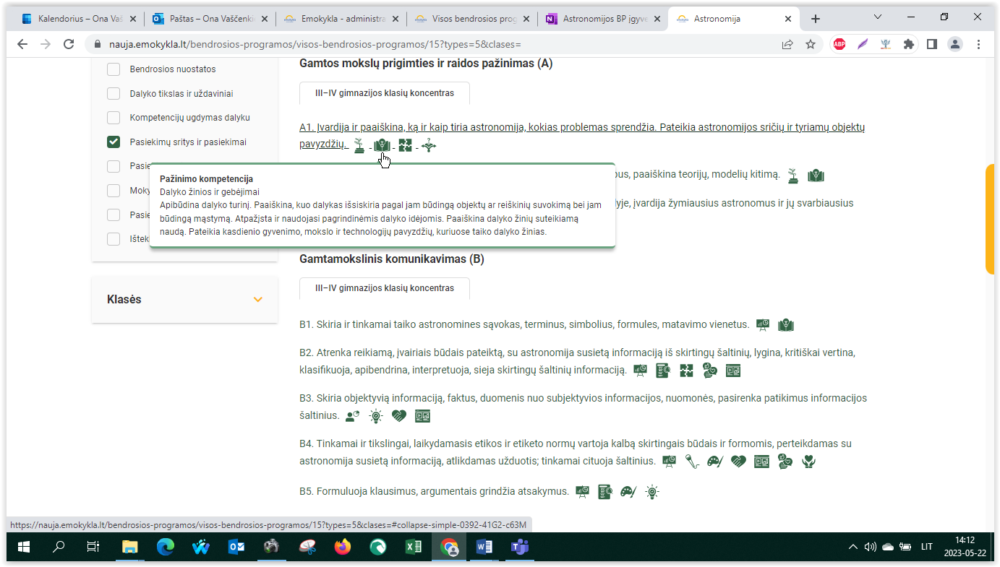 Kalendorius – Ona Vaš
Paštas – Ona Vaščenki
Emokykla - administra
Visos bendrosios prog
Astronomijos BP įgyve
Astronomija
nauja.emokykla.lt/bendrosios-programos/visos-bendrosios-programos/15?types=5&clases=
ABP
Bendrosios nuostatos
Dalyko tikslas ir uždaviniai
Kompetencijų ugdymas dalyku
Pasiekimų sritys ir pasiekimai
Pasie
Moky
Pasie
Ištek
Klasės
Gamtos mokslų prigimties ir raidos pažinimas (A)
III–IV gimnazijos klasių koncentras
A1. Įvardija ir paaiškina, ką ir kaip tiria astronomija, kokias problemas sprendžia. Pateikia astronomijos sričių ir tyriamų objektų
pavyzdžių.
Pažinimo kompetencija
Dalyko žinios ir gebėjimai
Apibūdina dalyko turinį. Paaiškina, kuo dalykas išsiskiria pagal jam būdingą objektų ar reiškinių suvokimą bei jam
būdingą mąstymą. Atpažįsta ir naudojasi pagrindinėmis dalyko idėjomis. Paaiškina dalyko žinių suteikiamą
naudą. Pateikia kasdienio gyvenimo, mokslo ir technologijų pavyzdžių, kuriuose taiko dalyko žinias.
bus, paaiškina teorijų, modelių kitimą.
dyje, įvardija žymiausius astronomus ir jų svarbiausius
Gamtamokslinis komunikavimas (B)
III–IV gimnazijos klasių koncentras
B1. Skiria ir tinkamai taiko astronomines sąvokas, terminus, simbolius, formules, matavimo vienetus.
B2. Atrenka reikiamą, įvairiais būdais pateiktą, su astronomija susietą informaciją iš skirtingų šaltinių, lygina, kritiškai vertina,
klasifikuoja, apibendrina, interpretuoja, sieja skirtingų šaltinių informaciją.
B3. Skiria objektyvią informaciją, faktus, duomenis nuo subjektyvios informacijos, nuomonės, pasirenka patikimus informacijos
šaltinius.
B4. Tinkamai ir tikslingai, laikydamasis etikos ir etiketo normų vartoja kalbą skirtingais būdais ir formomis, perteikdamas su
astronomija susietą informaciją, atlikdamas užduotis; tinkamai cituoja šaltinius.
B5. Formuluoja klausimus, argumentais grindžia atsakymus.
https://nauja.emokykla.lt/bendrosios-programos/visos-bendrosios-programos/15?types=5&clases=#collapse-simple-0392-41G2-c63M
LIT
14:12
2023-05-22